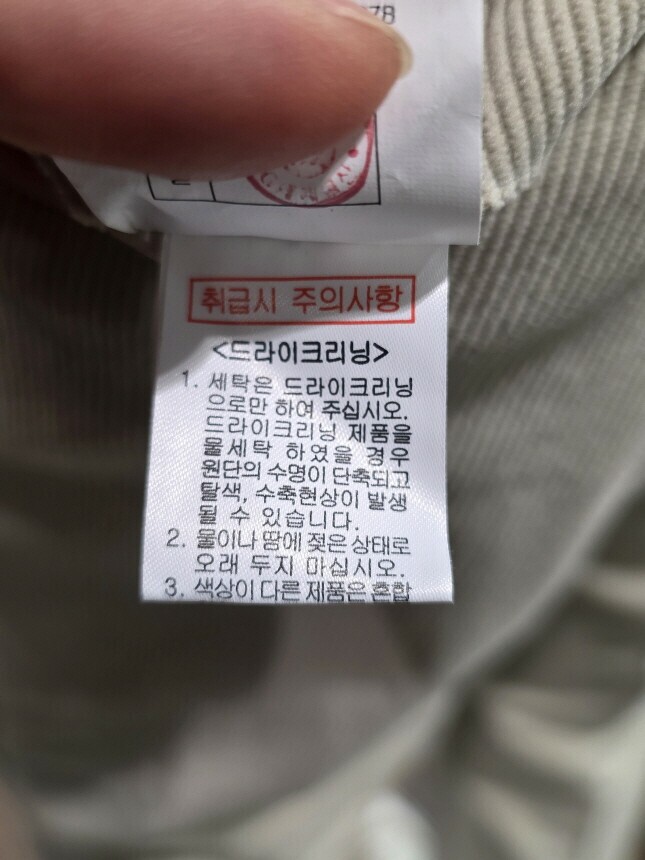 78
취급시 주의사항
<드라이크리닝>
1. 세탁은 드라이크리닝
으로만 하여 주십시오.
드라이크리닝 제품을
물세탁 하였을 경우
원단의 수명이 단축되고
탈색, 수축현상이 발생
될 수 있습니다.
2. 물이나 땀에 젖은 상태로
오래 두지 마십시오.
3. 색상이 다른 제품은 혼합